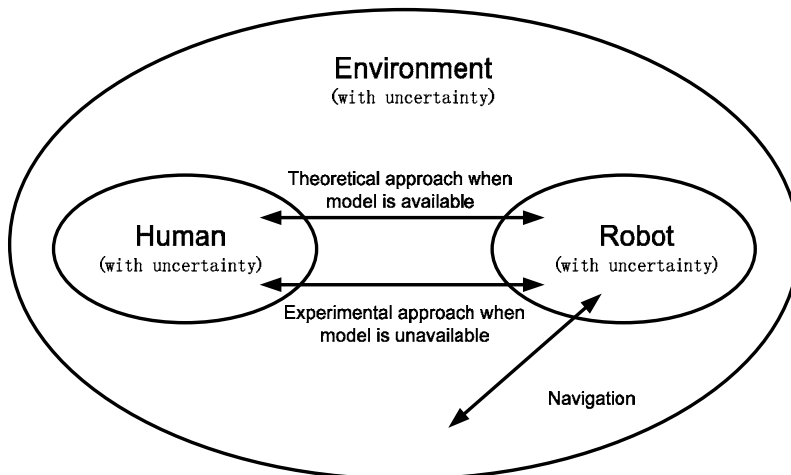 Environment
(with uncertainty)
Theoretical approach when
model is available
Human
(with uncertainty)
Robot
(with uncertainty)
Experimental approach when
model is unavailable
Navigation